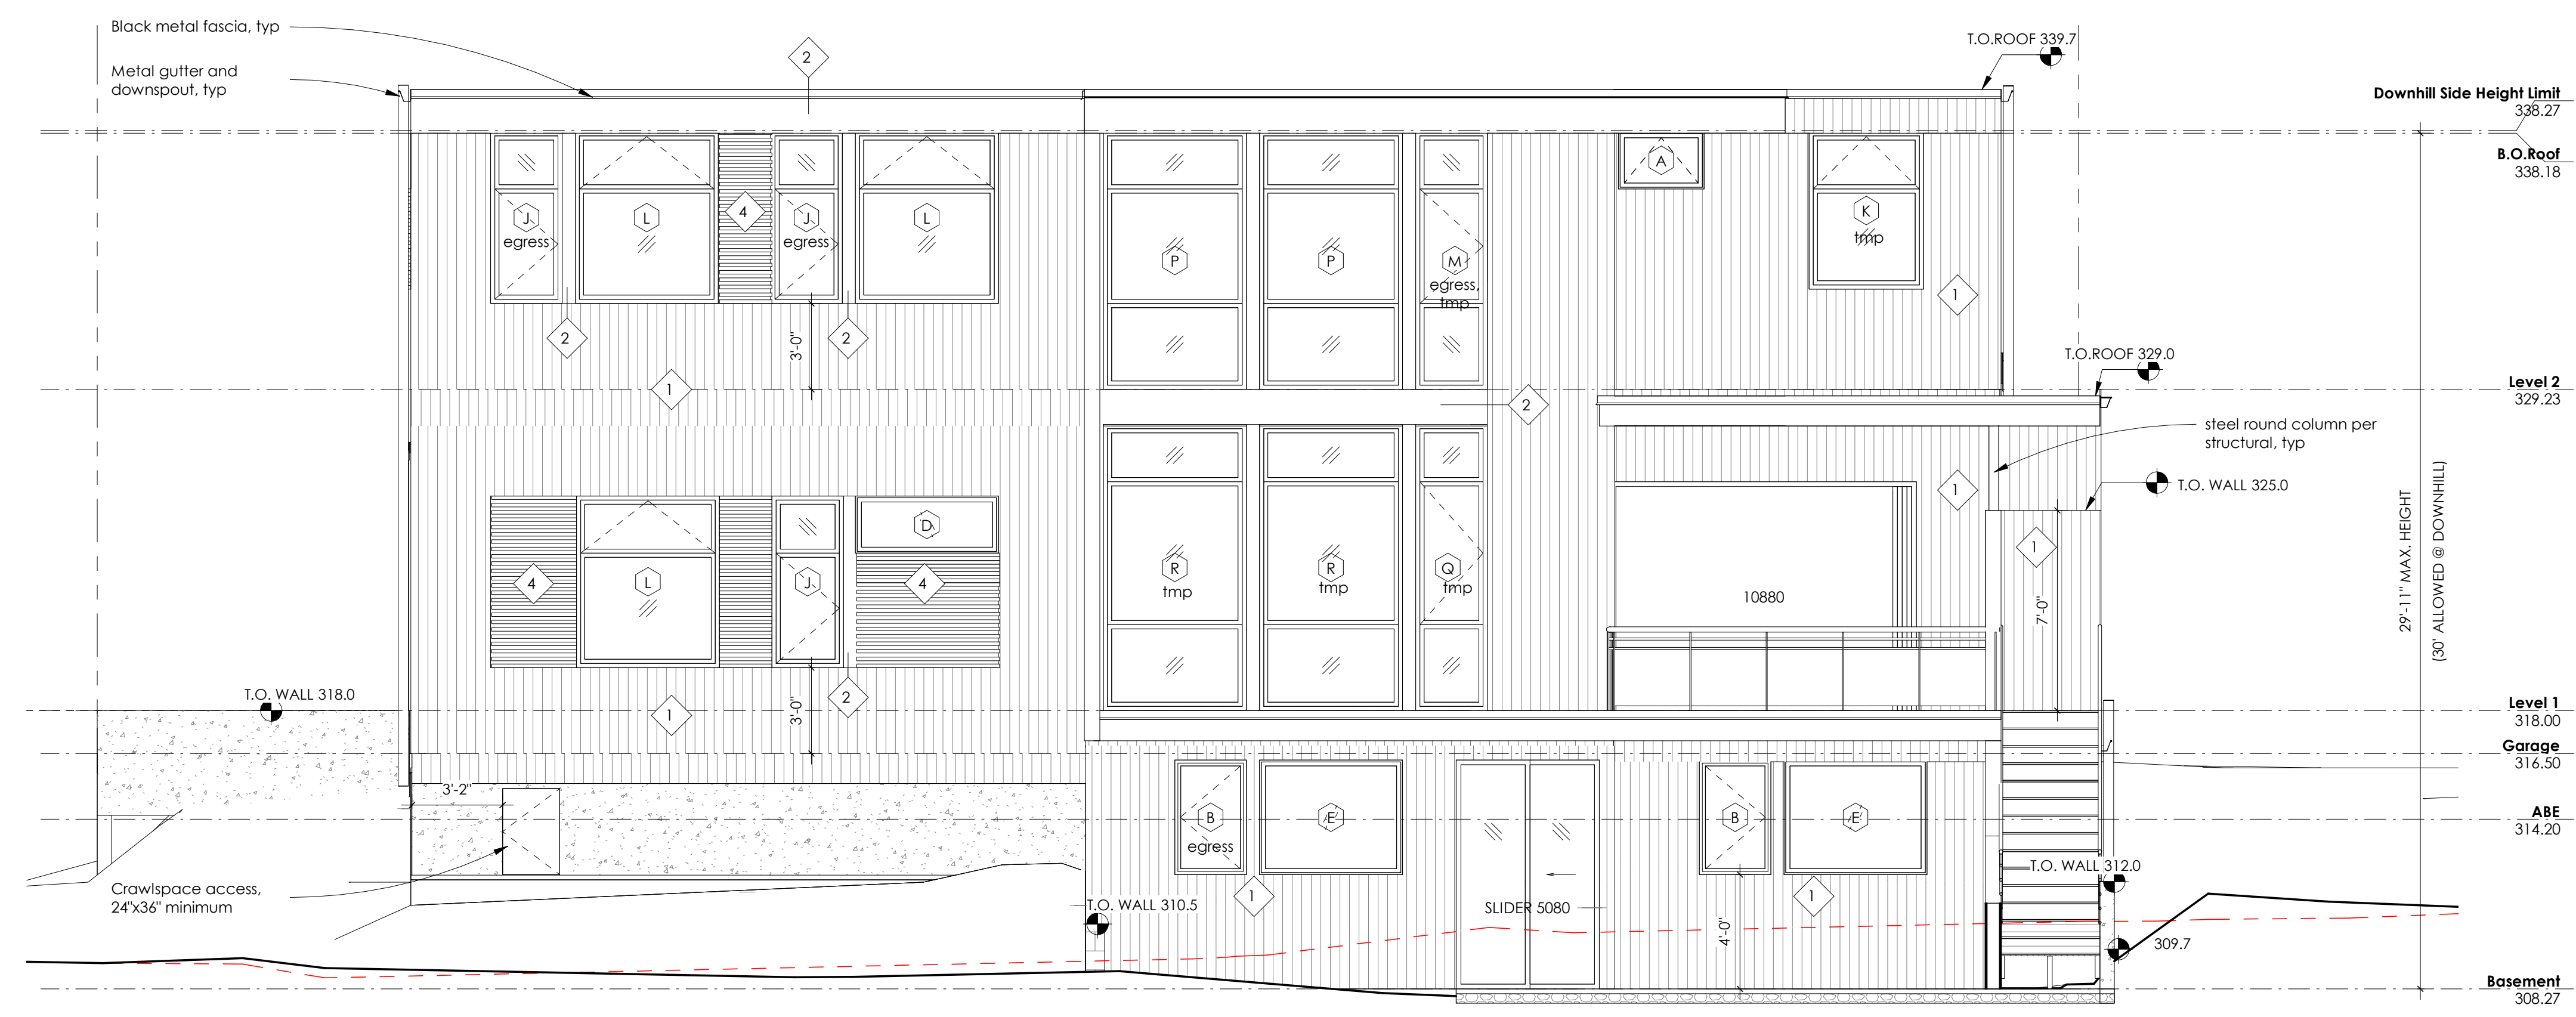 Black metal fascia, typ
Metal gutter and
downspout, typ
2
T.O.ROOF 339.7
Downhill Side Height Limit
338.27
B.O.Roof
338.18
J
egress
L
4
J
egress
L
P
P
M
egress,
tmp
A
K
tmp
1
2
2
3'-0"
1
T.O.ROOF 329.0
Level 2
329.23
2
steel round column per
structural, typ
1
T.O. WALL 325.0
4
L
J
D
4
R
tmp
R
tmp
Q
tmp
10880
1
7'-0"
29'-11" MAX. HEIGHT
(30' ALLOWED @ DOWNHILL)
T.O. WALL 318.0
1
3'-0"
2
Level 1
318.00
Garage
316.50
3'-2"
B
egress
E
B
E
ABE
314.20
Crawlspace access,
24"x36" minimum
T.O. WALL 310.5
1
SLIDER 5080
4'-0"
1
T.O. WALL 312.0
309.7
Basement
308.27